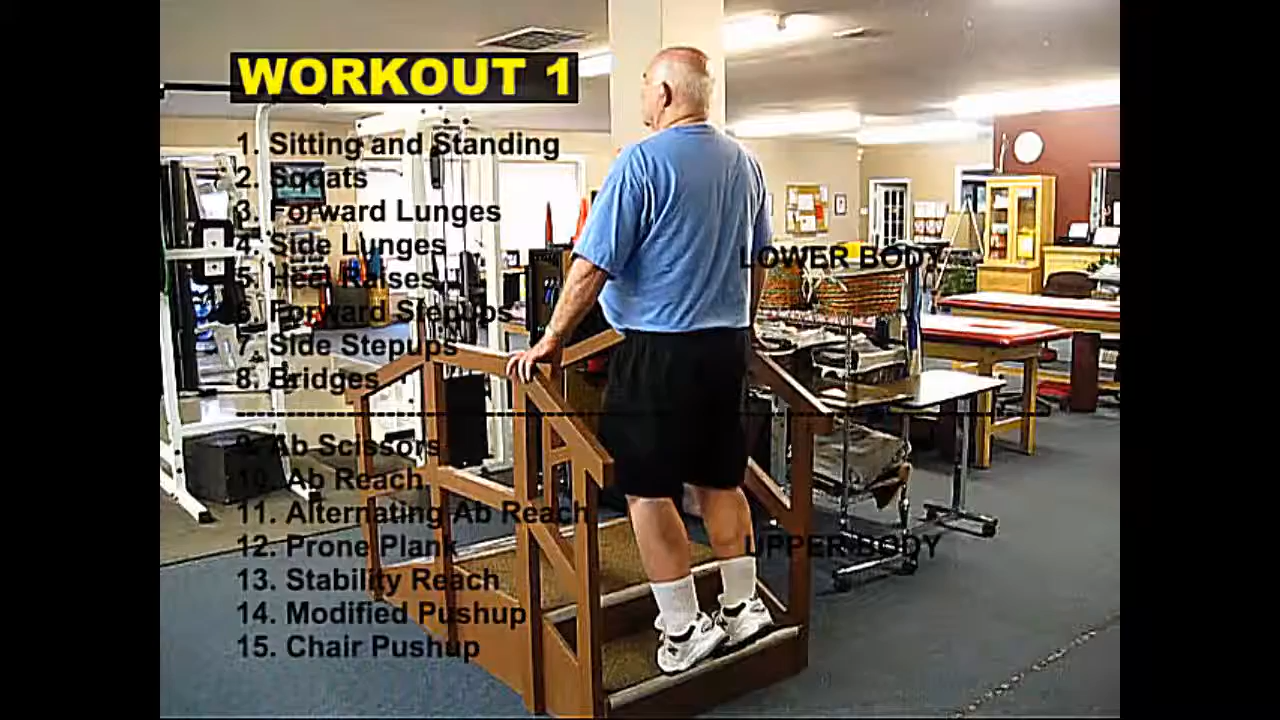 WORKOUT 1
1. Sitting and Standing
2. Sqoats
3. Forward Lunges
4. Side Lunges
5. Heel Raises
6. Forward Stepups
7. Side Stepups
8. Bridges
LOWER BODY
9. Ab Scissors
10. Ab Reach
11. Alternating Ab Reach
12. Prone Plank
13. Stability Reach
14. Modified Pushup
15. Chair Pushup
UPPER BODY